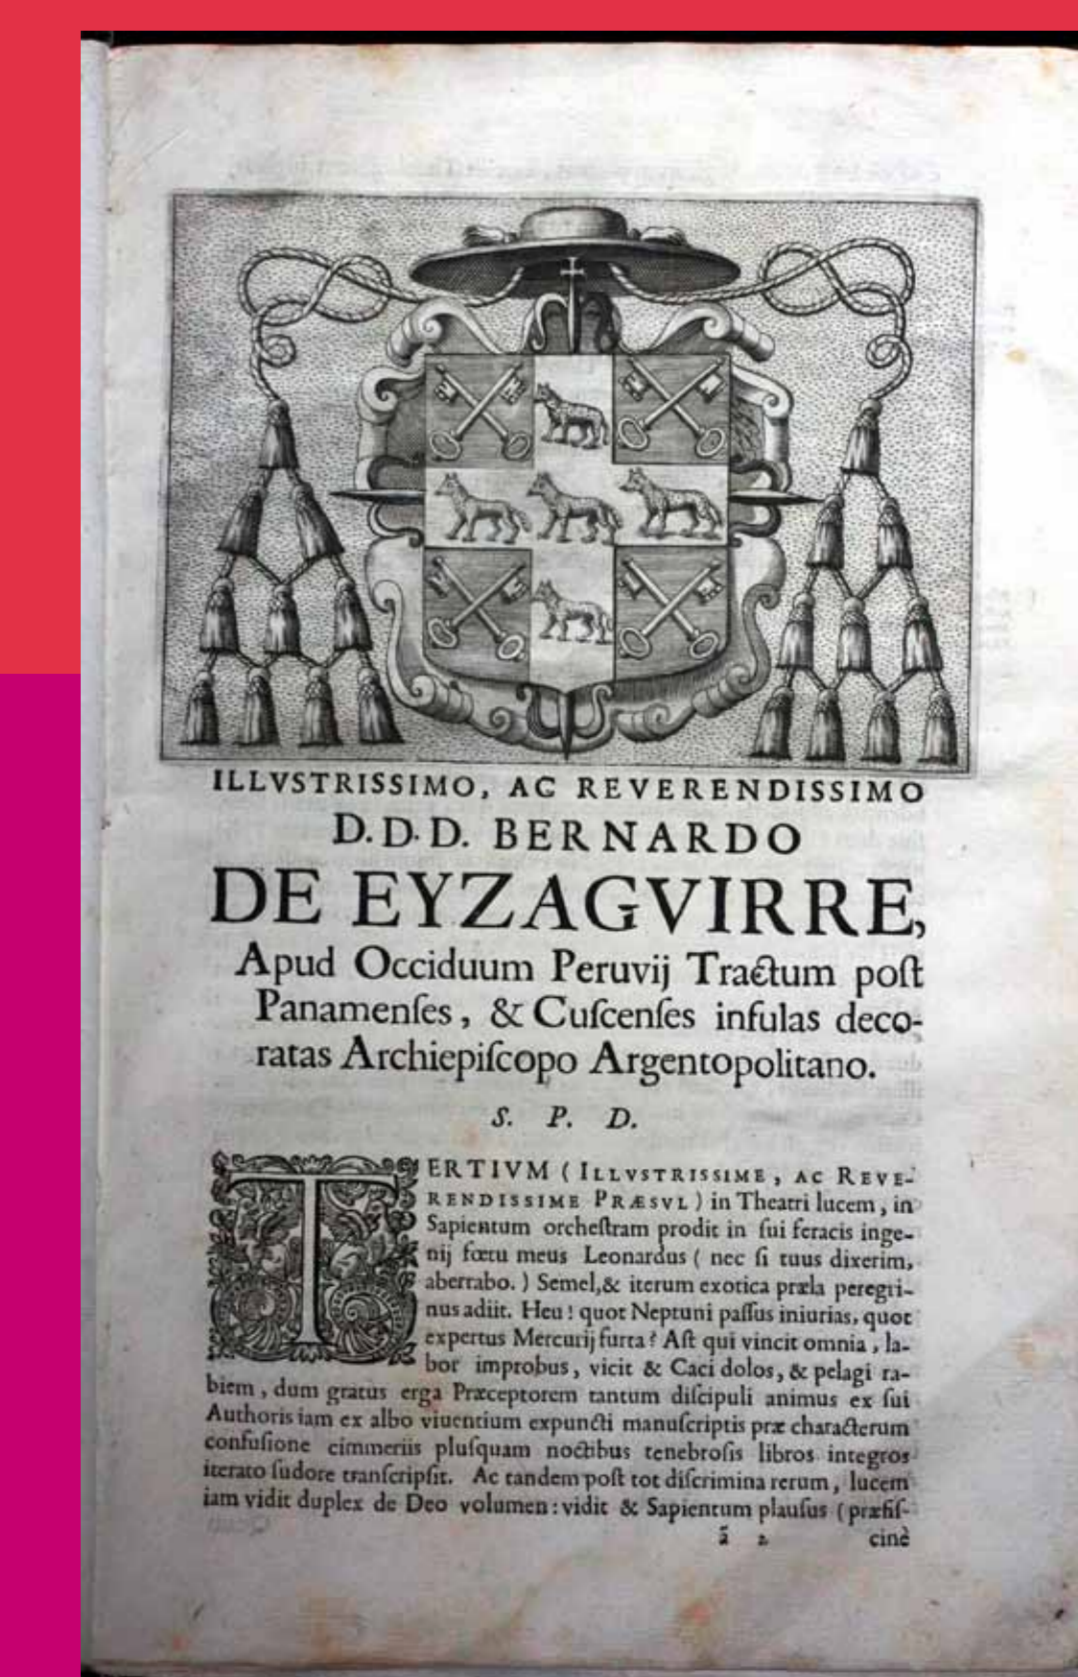 ILLVSTRISSIMO, AC REVERENDISSIMO
D.D.D. BERNARDO
DE EYZAGVIRRE,
Apud Occiduum Peruvij Tractum poſt
Panamenſes, & Cuſcenſes infulas deco-
ratas Archiepiſcopo Argentopolitano.
S. P. D.
TERTIVM (ILLVSTRISSIME, AC REVE-
RENDISSIME PRÆSVL) in Theatri lucem, in
Sapientum orcheſtram prodit in ſui feracis inge-
nij fœtu meus Leonardus (nec ſi tuus dixerim,
aberrabo.) Semel,& iterum exotica præla peregri-
nus adiit. Heu! quot Neptuni paſſus iniurias, quot
expertus Mercurij furta? Aſt qui vincit omnia, la-
bor improbus, vicit & Caci dolos, & pelagi ra-
biem, dum gratus erga Præceptorem tantum diſcipuli animus ex ſui
Authoris iam ex albo viuentium expuncti manuſcriptis præ characterum
confuſione cimmeriis pluſquam noctibus tenebroſis libros integros
iterato ſudore tranſcripſit. Ac tandem poſt tot diſcrimina rerum, lucem
iam vidit duplex de Deo volumen: vidit & Sapientum plauſus (præfiſ-
ã 2 cinè